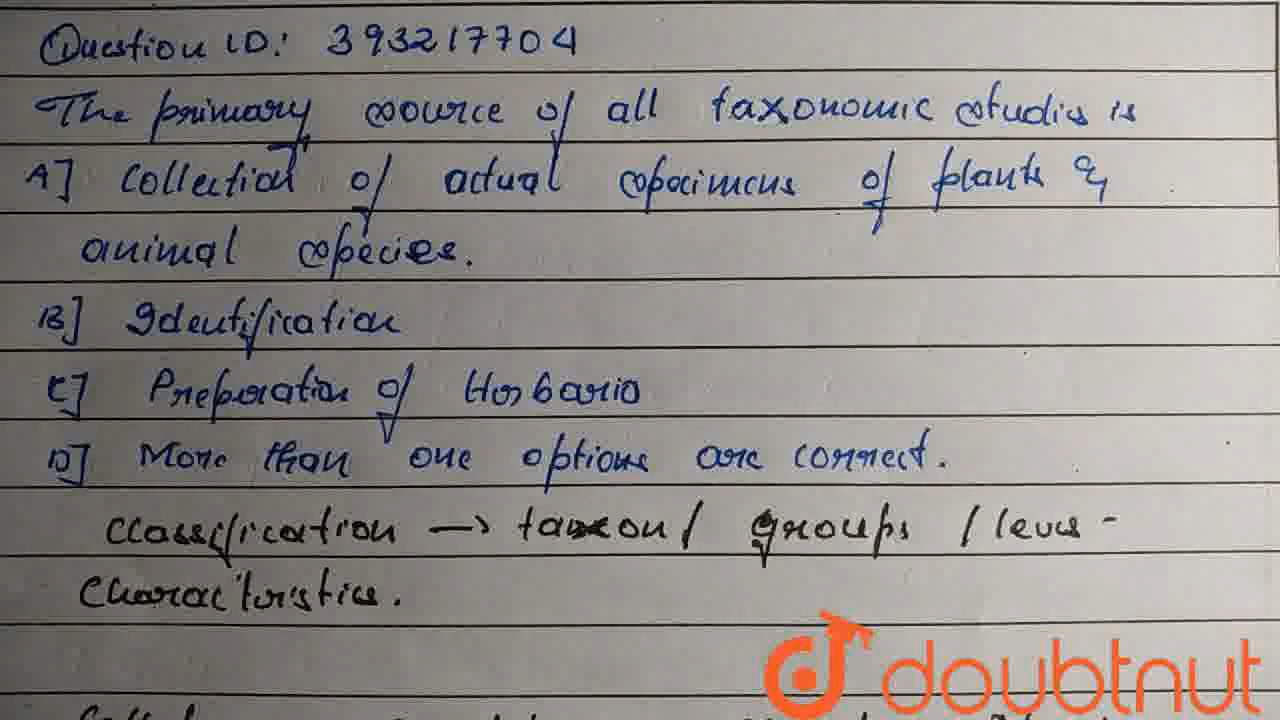 Question ID: 393217704
The primary source of all taxonomic studies is
A] Collection of actual specimens of plants &
animal species.
B] Identification
C] Preparation of Herbaria
D] More than one options are correct.
Classification → taxon / groups /
Characteristics.
doubtnut